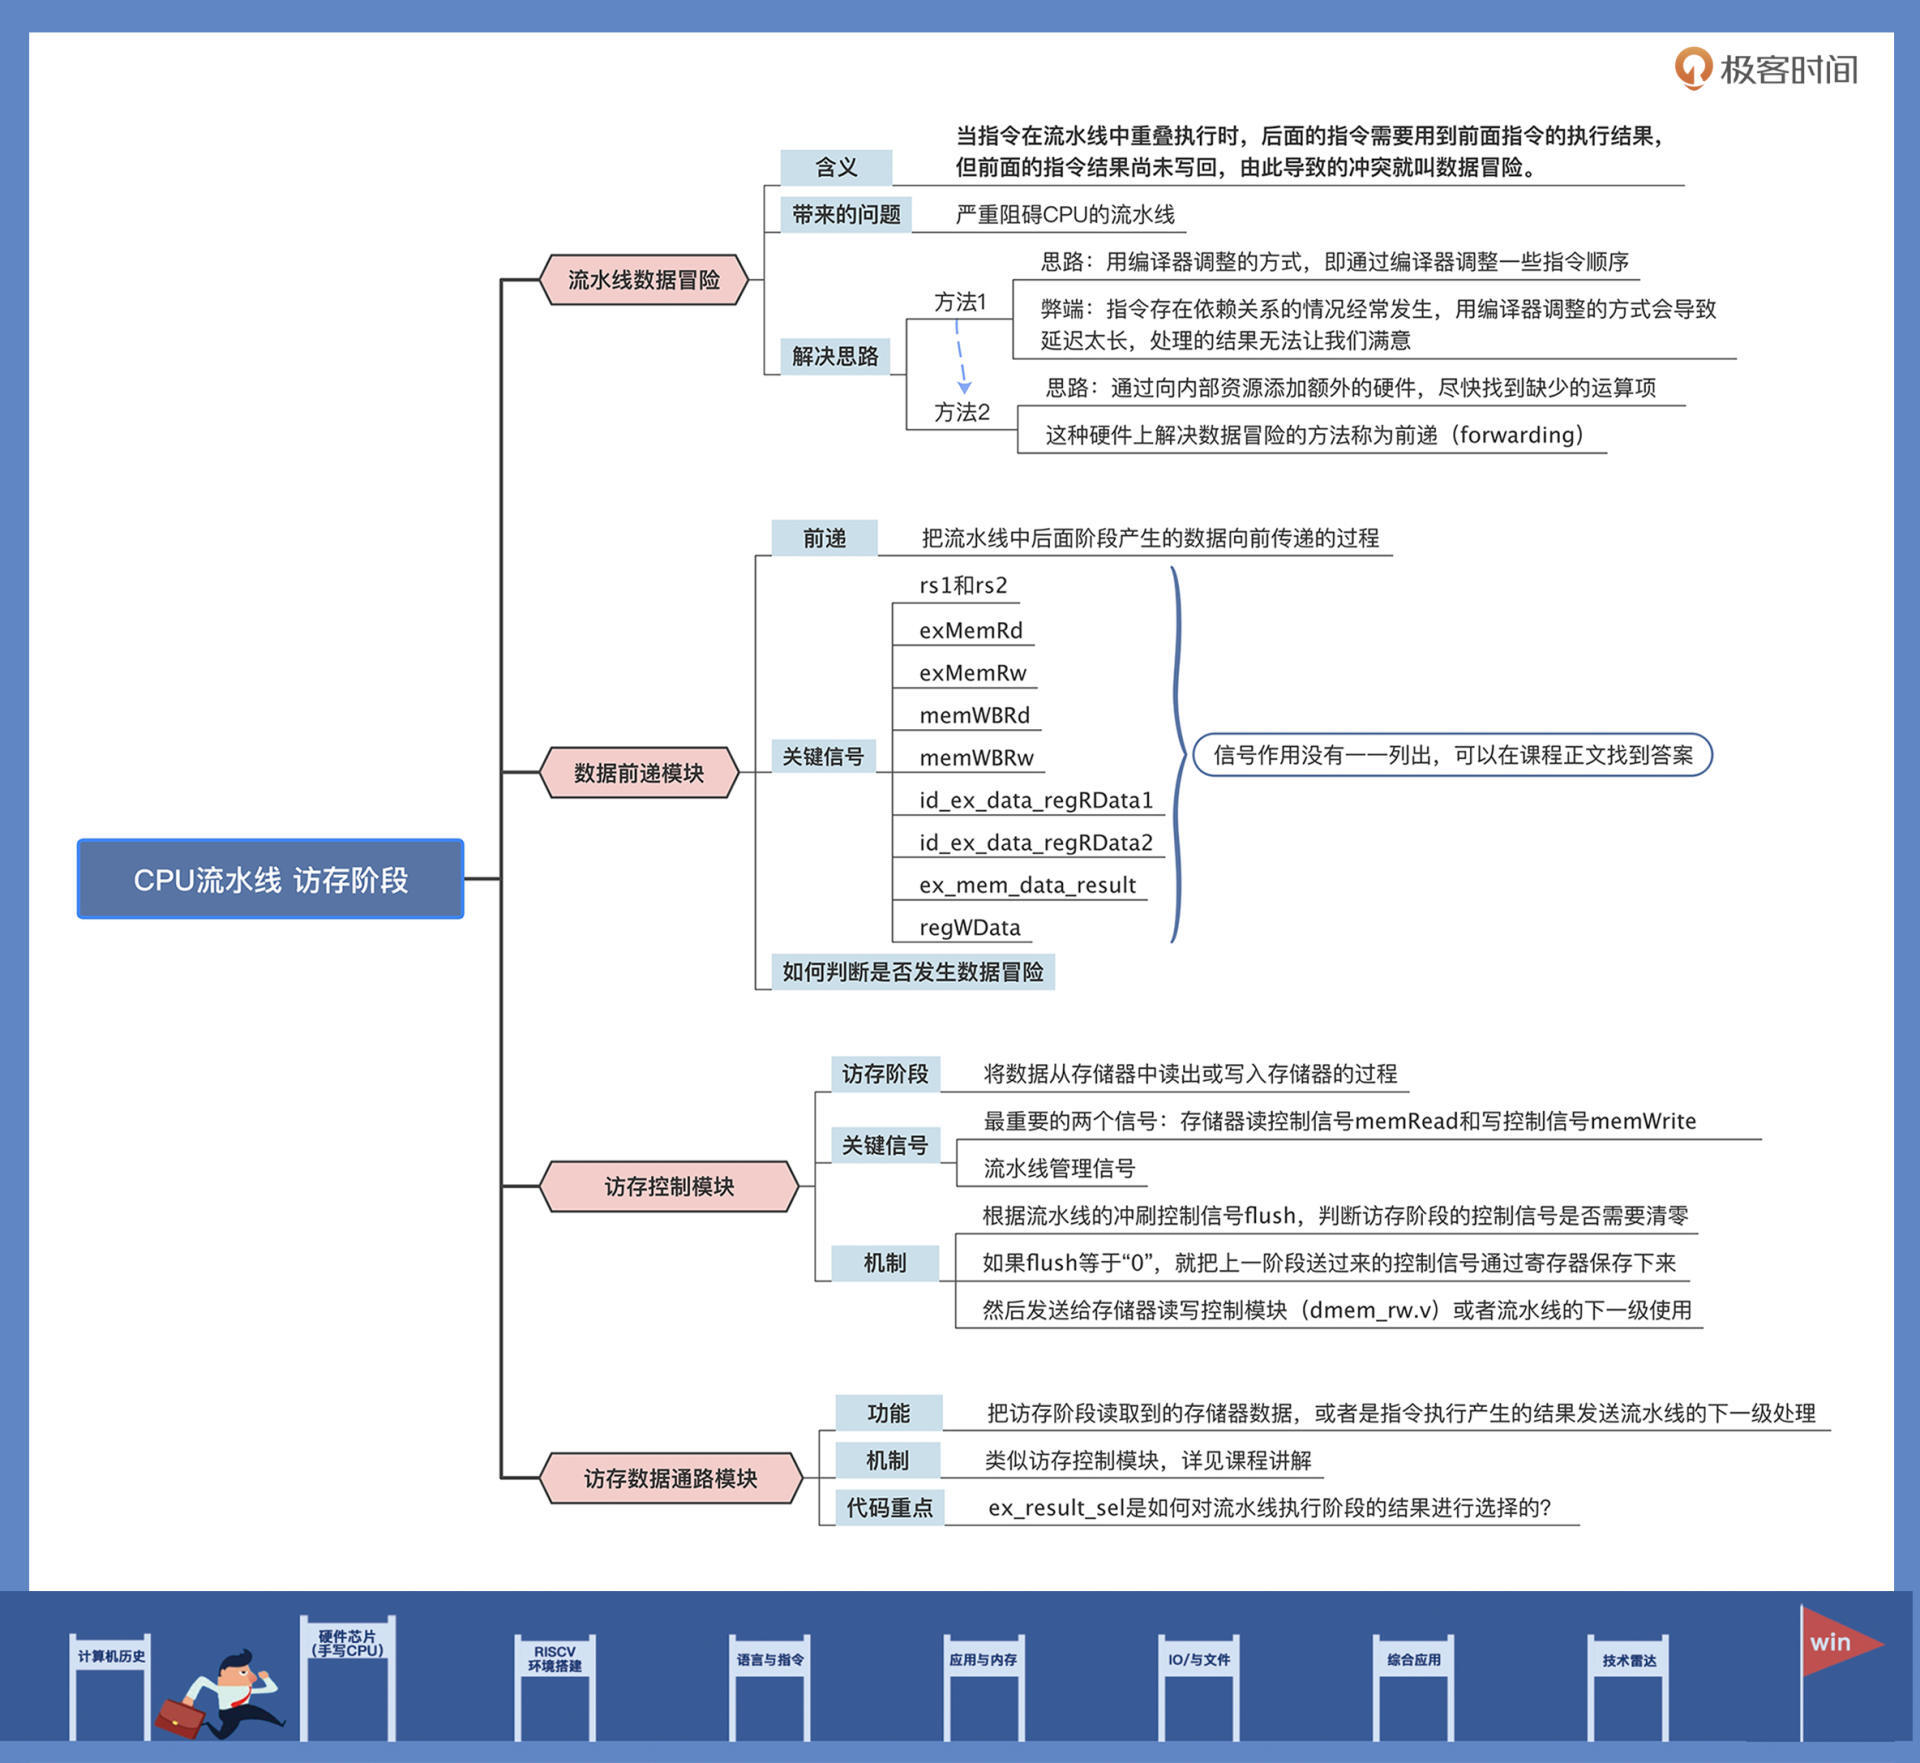 极客时间
CPU流水线 访存阶段
流水线数据冒险
含义
当指令在流水线中重叠执行时，后面的指令需要用到前面指令的执行结果，
但前面的指令结果尚未写回，由此导致的冲突就叫数据冒险。
带来的问题
严重阻碍CPU的流水线
解决思路
方法1
思路：用编译器调整的方式，即通过编译器调整一些指令顺序
弊端：指令存在依赖关系的情况经常发生，用编译器调整的方式会导致
延迟太长，处理的结果无法让我们满意
方法2
思路：通过向内部资源添加额外的硬件，尽快找到缺少的运算项
这种硬件上解决数据冒险的方法称为前递（forwarding）
数据前递模块
前递
把流水线中后面阶段产生的数据向前传递的过程
关键信号
rs1和rs2
exMemRd
exMemRw
memWBRd
memWBRw
id_ex_data_regRData1
id_ex_data_regRData2
ex_mem_data_result
regWData
信号作用没有一一列出，可以在课程正文找到答案
如何判断是否发生数据冒险
访存控制模块
访存阶段
将数据从存储器中读出或写入存储器的过程
关键信号
最重要的两个信号：存储器读控制信号memRead和写控制信号memWrite
流水线管理信号
机制
根据流水线的冲刷控制信号flush，判断访存阶段的控制信号是否需要清零
如果flush等于“0”，就把上一阶段送过来的控制信号通过寄存器保存下来
然后发送给存储器读写控制模块（dmem_rw.v）或者流水线的下一级使用
访存数据通路模块
功能
把访存阶段读取到的存储器数据，或者是指令执行产生的结果发送流水线的下一级处理
机制
类似访存控制模块，详见课程讲解
代码重点
ex_result_sel是如何对流水线执行阶段的结果进行选择的？
计算机历史
硬件芯片
（手写CPU）
RISCV
环境搭建
语言与指令
应用与内存
IO/与文件
综合应用
技术雷达
win